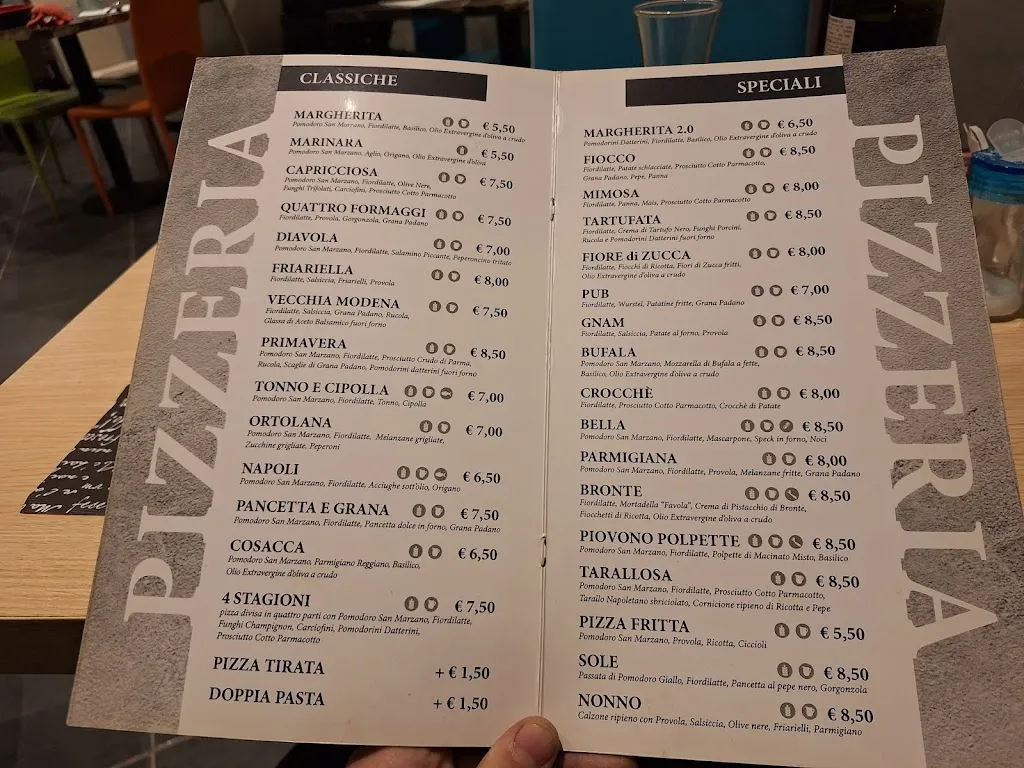 PIZZERIA
CLASSICHE
MARGHERITA € 5,50
Pomodoro San Marzano, Fiordilatte, Basilico, Olio Extravergine d'oliva a crudo
MARINARA € 5,50
Pomodoro San Marzano, Aglio, Origano, Olio Extravergine d'oliva
CAPRICCIOSA € 7,50
Pomodoro San Marzano, Fiordilatte, Olive Nere,
Funghi Trifolati, Carciofini, Prosciutto Cotto Parmacotto
QUATTRO FORMAGGI € 7,50
Fiordilatte, Provola, Gorgonzola, Grana Padano
DIAVOLA € 7,00
Pomodoro San Marzano, Fiordilatte, Salamino Piccante, Peperoncino tritato
FRIARIELLA € 8,00
Fiordilatte, Salsiccia, Friarielli, Provola
VECCHIA MODENA € 7,50
Fiordilatte, Salsiccia, Grana Padano, Rucola,
Glassa di Aceto Balsamico fuori forno
PRIMAVERA € 8,50
Pomodoro San Marzano, Fiordilatte, Prosciutto Crudo di Parma,
Rucola, Scaglie di Grana Padano, Pomodorini datterini fuori forno
TONNO E CIPOLLA € 7,00
Pomodoro San Marzano, Fiordilatte, Tonno, Cipolla
ORTOLANA € 7,00
Pomodoro San Marzano, Fiordilatte, Melanzane grigliate,
Zucchine grigliate, Peperoni
NAPOLI € 6,50
Pomodoro San Marzano, Fiordilatte, Acciughe sott'olio, Origano
PANCETTA E GRANA € 7,50
Pomodoro San Marzano, Fiordilatte, Pancetta dolce in forno, Grana Padano
COSACCA € 6,50
Pomodoro San Marzano, Parmigiano Reggiano, Basilico,
Olio Extravergine d'oliva a crudo
4 STAGIONI € 7,50
pizza divisa in quattro parti con Pomodoro San Marzano, Fiordilatte,
Funghi Champignon, Carciofini, Pomodorini Datterini,
Prosciutto Cotto Parmacotto
PIZZA TIRATA + € 1,50
DOPPIA PASTA + € 1,50
SPECIALI
MARGHERITA 2.0 € 6,50
Pomodorini Datterini, Fiordilatte, Basilico, Olio Extravergine d'oliva a crudo
FIOCCO € 8,50
Fiordilatte, Patate schiacciate, Prosciutto Cotto Parmacotto,
Grana Padano, Pepe, Panna
MIMOSA € 8,00
Fiordilatte, Panna, Mais, Prosciutto Cotto Parmacotto
TARTUFATA € 8,50
Fiordilatte, Crema di Tartufo Nero, Funghi Porcini,
Rucola e Pomodorini Datterini fuori forno
FIORE di ZUCCA € 8,00
Fiordilatte, Fiocchi di Ricotta, Fiori di Zucca fritti,
Olio Extravergine d'oliva a crudo
PUB € 7,00
Fiordilatte, Wurstel, Patatine fritte, Grana Padano
GNAM € 8,50
Fiordilatte, Salsiccia, Patate al forno, Provola
BUFALA € 8,50
Pomodoro San Marzano, Mozzarella di Bufala a fette,
Basilico, Olio Extravergine d'oliva a crudo
CROCCHÈ € 8,00
Fiordilatte, Prosciutto Cotto Parmacotto, Crocchè di Patate
BELLA € 8,50
Pomodoro San Marzano, Fiordilatte, Mascarpone, Speck in forno, Noci
PARMIGIANA € 8,00
Pomodoro San Marzano, Fiordilatte, Provola, Melanzane fritte, Grana Padano
BRONTE € 8,50
Fiordilatte, Mortadella "Favola", Crema di Pistacchio di Bronte,
Fiocchetti di Ricotta, Olio Extravergine d'oliva a crudo
PIOVONO POLPETTE € 8,50
Pomodoro San Marzano, Fiordilatte, Polpette di Macinato Misto, Basilico
TARALLOSA € 8,50
Pomodoro San Marzano, Fiordilatte, Prosciutto Cotto Parmacotto,
Tarallo Napoletano sbriciolato, Cornicione ripieno di Ricotta e Pepe
PIZZA FRITTA € 5,50
Pomodoro San Marzano, Provola, Ricotta, Ciccioli
SOLE € 8,50
Passata di Pomodoro Giallo, Fiordilatte, Pancetta al pepe nero, Gorgonzola
NONNO € 8,50
Calzone ripieno con Provola, Salsiccia, Olive nere, Friarielli, Parmigiano
PIZZERIA